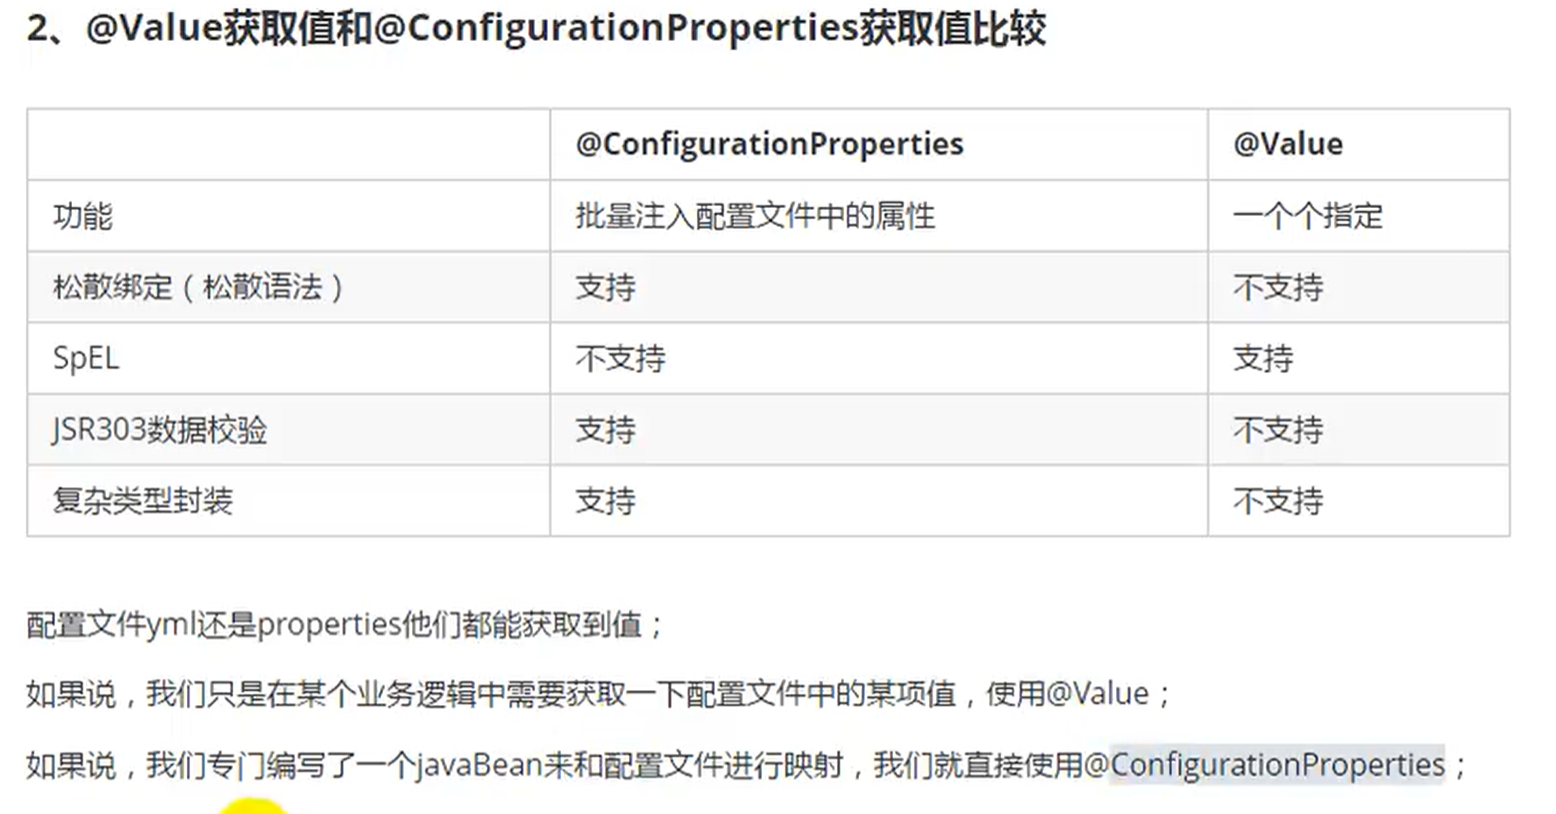 2、@Value获取值和@ConfigurationProperties获取值比较
@ConfigurationProperties @Value
功能 批量注入配置文件中的属性 一个个指定
松散绑定（松散语法） 支持 不支持
SpEL 不支持 支持
JSR303数据校验 支持 不支持
复杂类型封装 支持 不支持
配置文件yml还是properties他们都能获取到值；
如果说，我们只是在某个业务逻辑中需要获取一下配置文件中的某项值，使用@Value；
如果说，我们专门编写了一个javaBean来和配置文件进行映射，我们就直接使用@ConfigurationProperties；